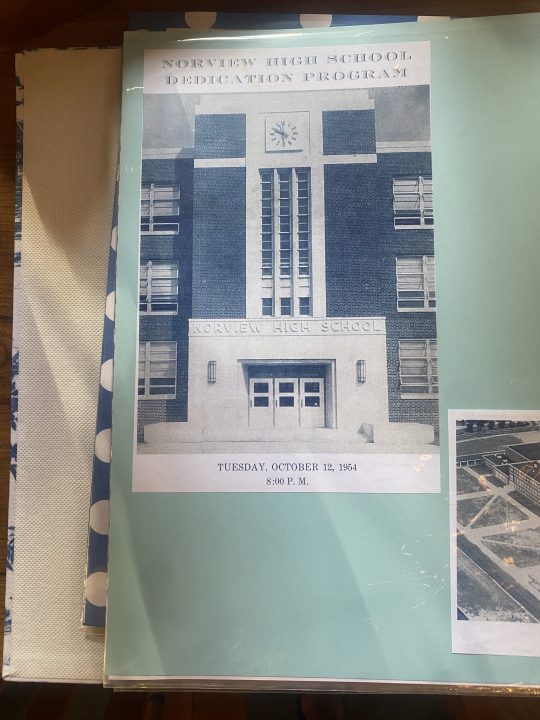 NORVIEW HIGH SCHOOL
DEDICATION PROGRAM
NORVIEW HIGH SCHOOL
TUESDAY, OCTOBER 12, 1954
8:00 P. M.